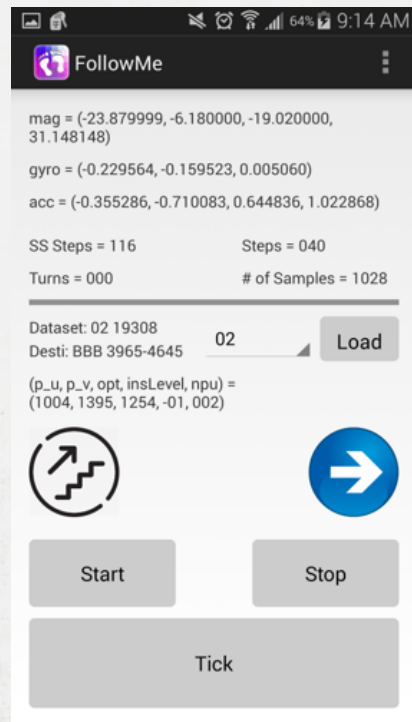 64% 9:14 AM
FollowMe
mag = (-23.879999, -6.180000, -19.020000,
31.148148)
gyro = (-0.229564, -0.159523, 0.005060)
acc = (-0.355286, -0.710083, 0.644836, 1.022868)
SS Steps = 116 Steps = 040
Turns = 000 # of Samples = 1028
Dataset: 02 19308
Desti: BBB 3965-4645
02
Load
(p_u, p_v, opt, insLevel, npu) =
(1004, 1395, 1254, -01, 002)
Start Stop
Tick